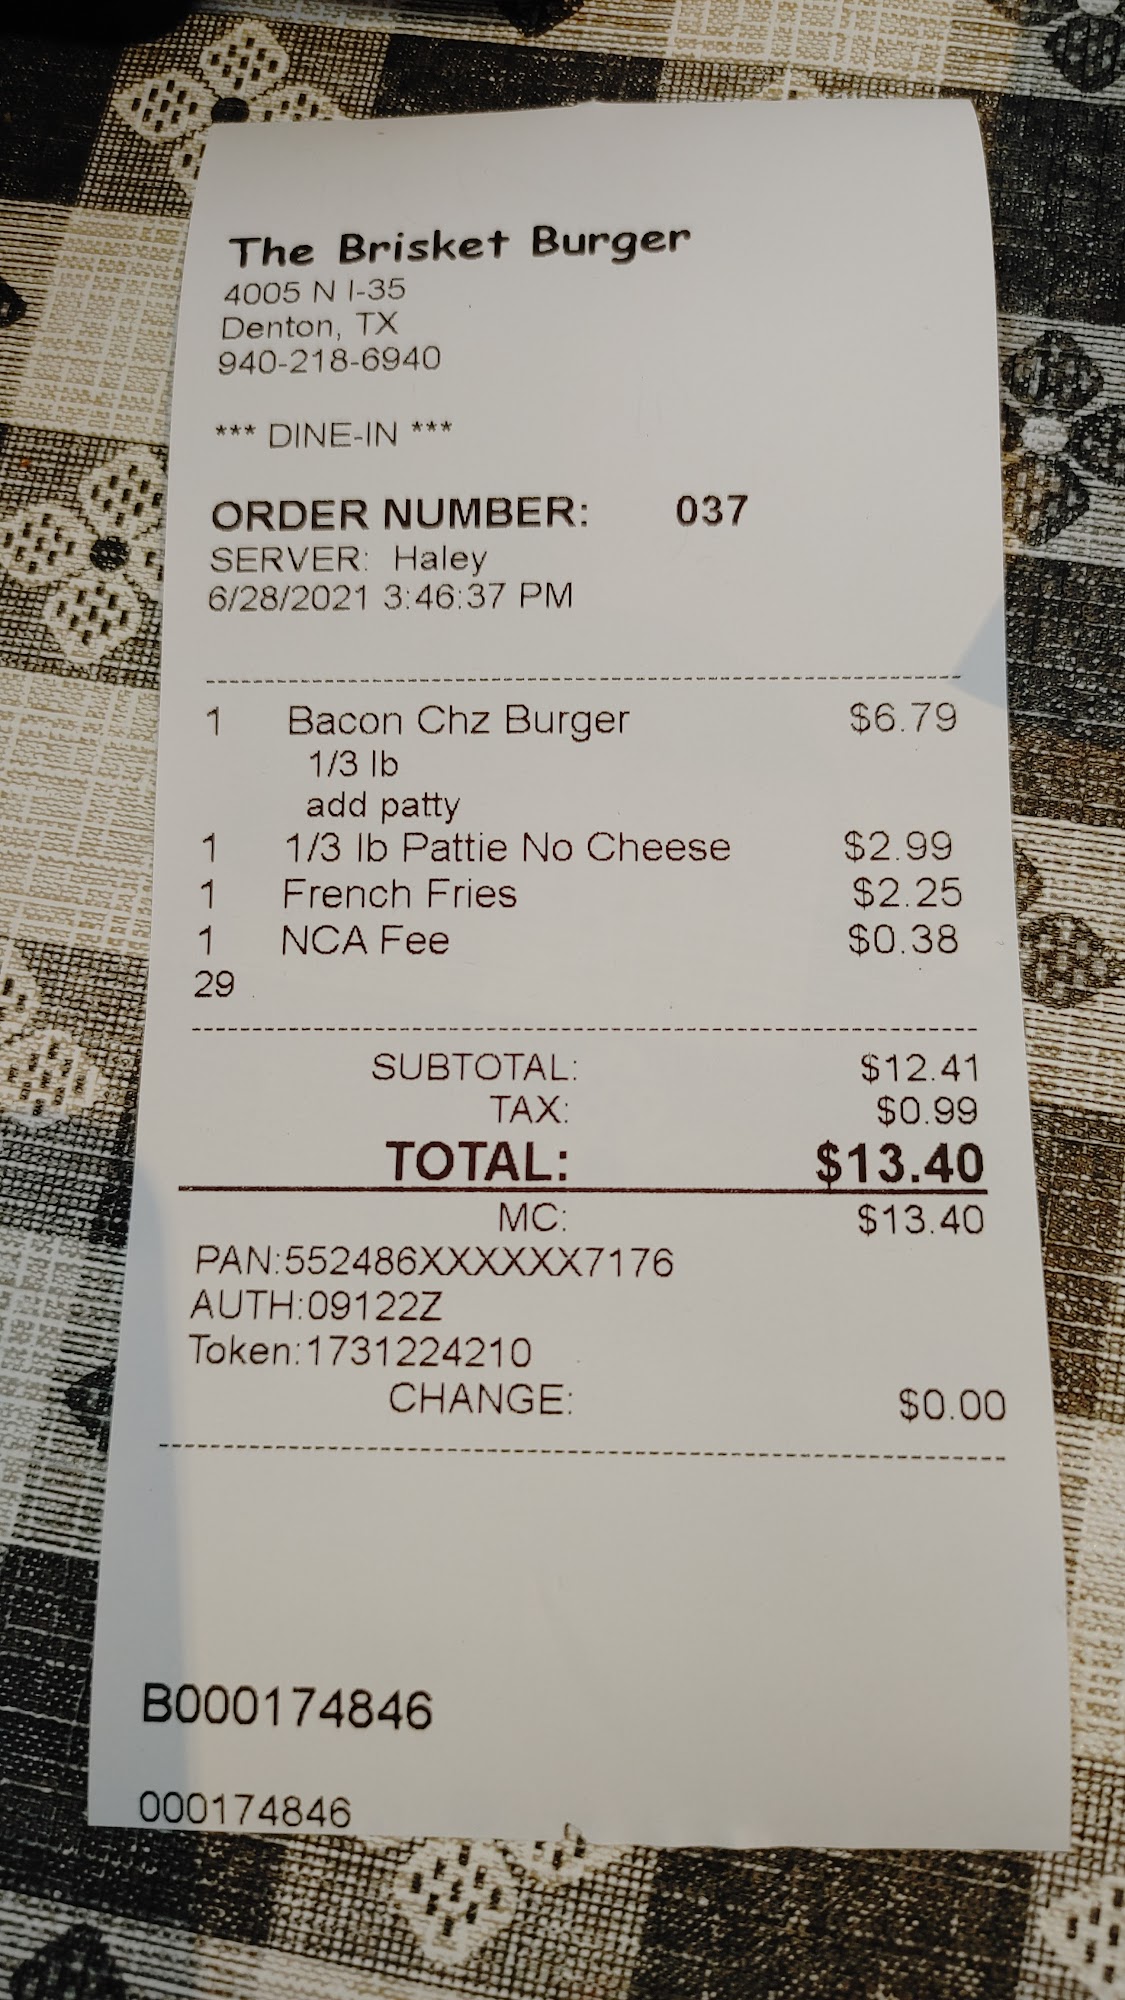 The Brisket Burger
4005 N I-35
Denton, TX
940-218-6940
*** DINE-IN ***
ORDER NUMBER: 037
SERVER: Haley
6/28/2021 3:46:37 PM
1 Bacon Chz Burger $6.79
1/3 lb
add patty
1 1/3 lb Pattie No Cheese $2.99
1 French Fries $2.25
1 NCA Fee $0.38
29
SUBTOTAL: $12.41
TAX: $0.99
TOTAL: $13.40
MC: $13.40
PAN:552486XXXXXX7176
AUTH:09122Z
Token:1731224210
CHANGE: $0.00
B000174846
000174846